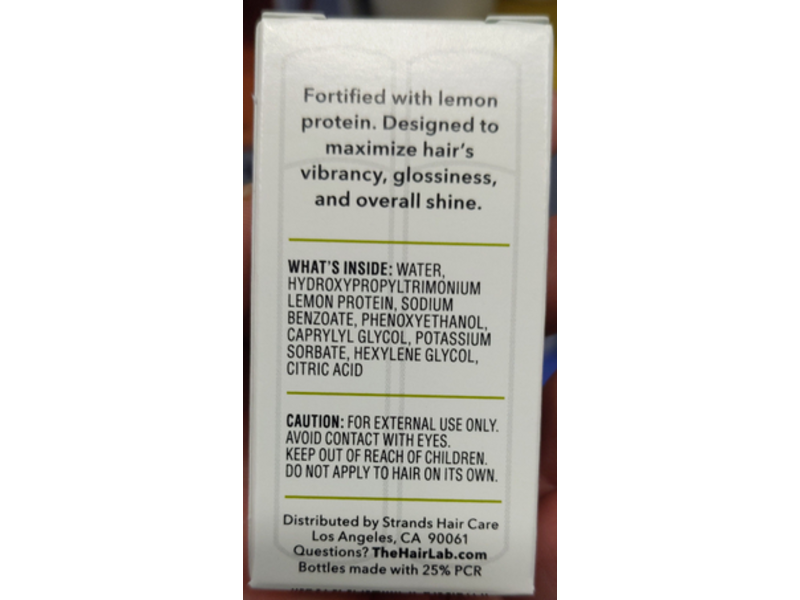 Fortified with lemon
protein. Designed to
maximize hair's
vibrancy, glossiness,
and overall shine.
WHAT'S INSIDE: WATER,
HYDROXYPROPYLTRIMONIUM
LEMON PROTEIN, SODIUM
BENZOATE, PHENOXYETHANOL,
CAPRYLYL GLYCOL, POTASSIUM
SORBATE, HEXYLENE GLYCOL,
CITRIC ACID
CAUTION: FOR EXTERNAL USE ONLY.
AVOID CONTACT WITH EYES.
KEEP OUT OF REACH OF CHILDREN.
DO NOT APPLY TO HAIR ON ITS OWN.
Distributed by Strands Hair Care
Los Angeles, CA 90061
Questions? TheHairLab.com
Bottles made with 25% PCR